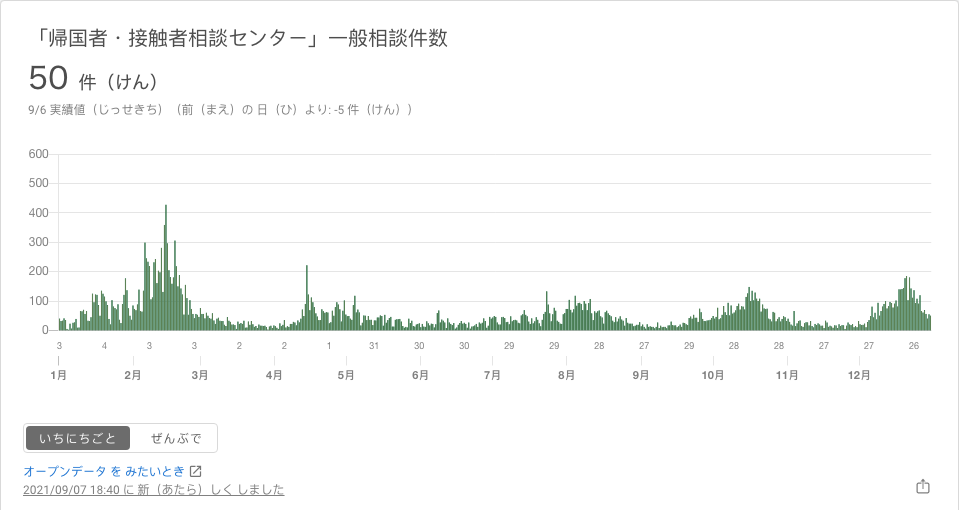 「帰国者・接触者相談センター」一般相談件数
50 件（けん）
9/6 実績値（じっせきち）（前（まえ）の 日（ひ）より: -5 件（けん））
600
500
400
300
200
100
0
3 4 3 3 2 2 1 31 30 30 29 29 28 27 29 28 28 27 27 26
1月 2月 3月 4月 5月 6月 7月 8月 9月 10月 11月 12月
いちにちごと ぜんぶで
オープンデータ を みたいとき
2021/09/07 18:40 に 新（あたら）しく しました